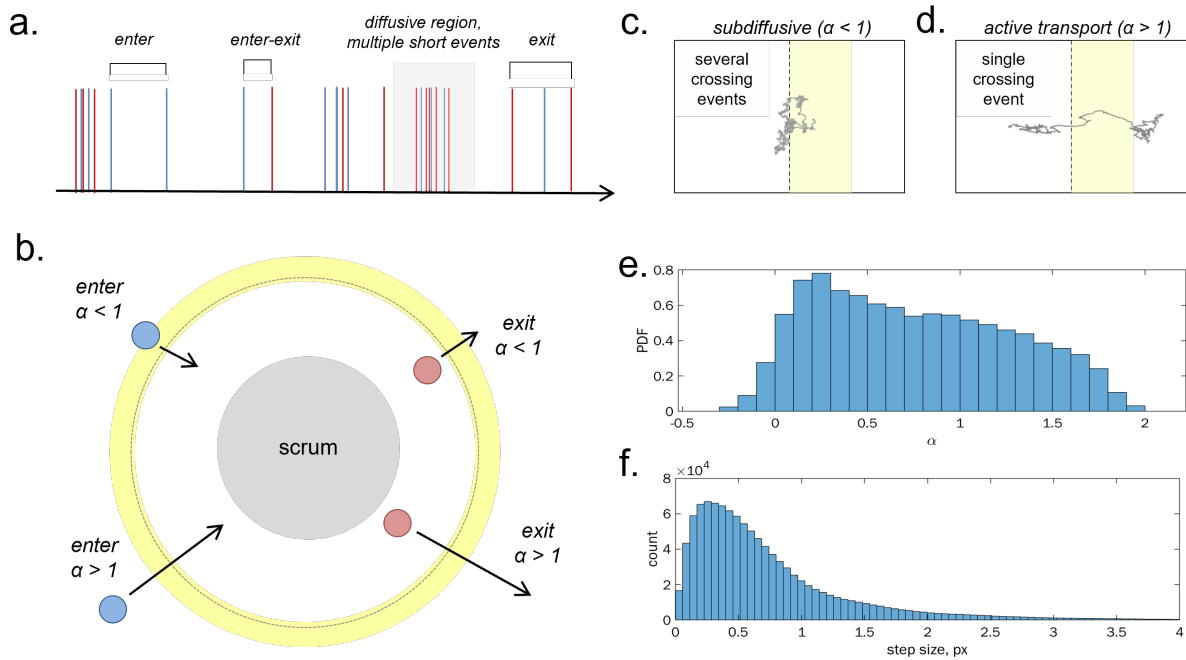 a.
enter
enter-exit
diffusive region,
multiple short events
exit
b.
enter
α < 1
exit
α < 1
scrum
enter
α > 1
exit
α > 1
c.
subdiffusive (α < 1)
several
crossing
events
d.
active transport (α > 1)
single
crossing
event
e.
PDF
0.8
0.6
0.4
0.2
0
-0.5
0
0.5
1
1.5
2
α
f.
×10⁴
count
8
6
4
2
0
0
0.5
1
1.5
2
2.5
3
3.5
4
step size, px